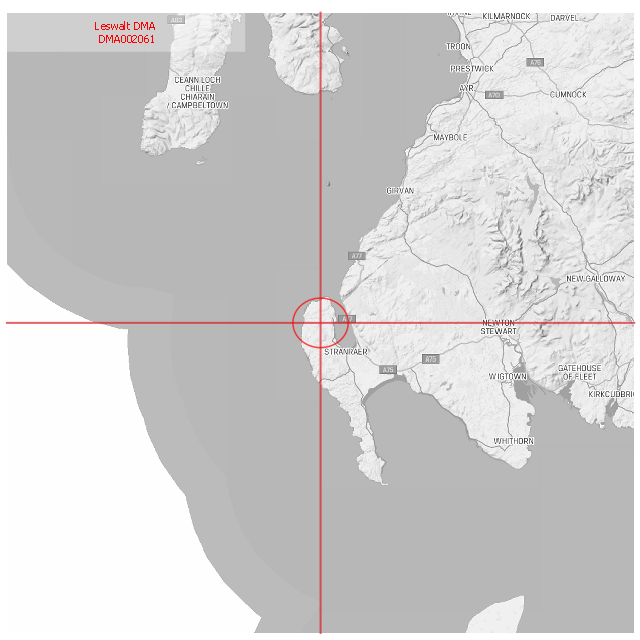 Leswalt DMA
DMA002061
A83
KILMARNOCK
DARVEL
TROON
A76
PRESTWICK
CEANN LOCH
CHILLE
CHIARAIN
/ CAMPBELTOWN
AYR
A70
CUMNOCK
MAYBOLE
GIRVAN
A77
NEW GALLOWAY
A77
NEWTON
STEWART
STRANRAER
A75
A75
GATEHOUSE
OF FLEET
WIGTOWN
KIRKCUDBRI
WHITHORN